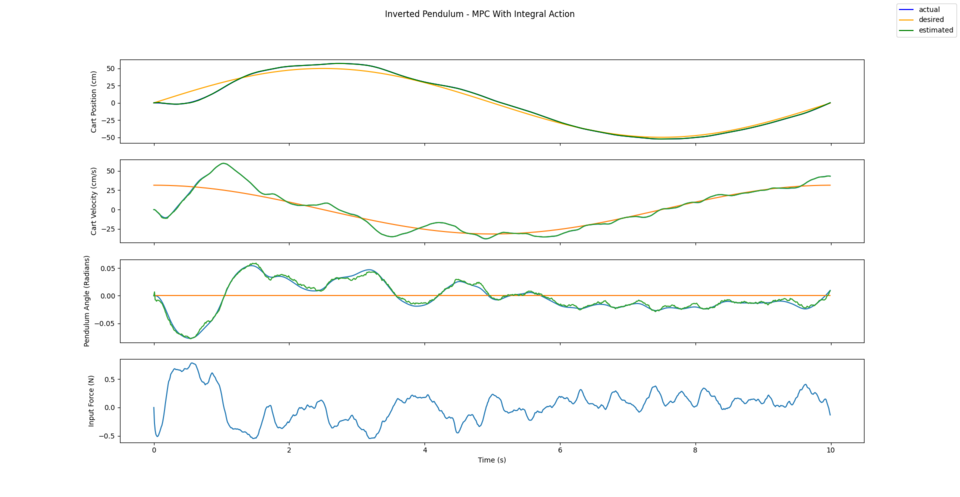 Inverted Pendulum - MPC With Integral Action
actual
desired
estimated
Cart Position (cm)
50
25
0
−25
−50
Cart Velocity (cm/s)
50
25
0
−25
Pendulum Angle (Radians)
0.05
0.00
−0.05
Input Force (N)
0.5
0.0
−0.5
0 2 4 6 8 10
Time (s)